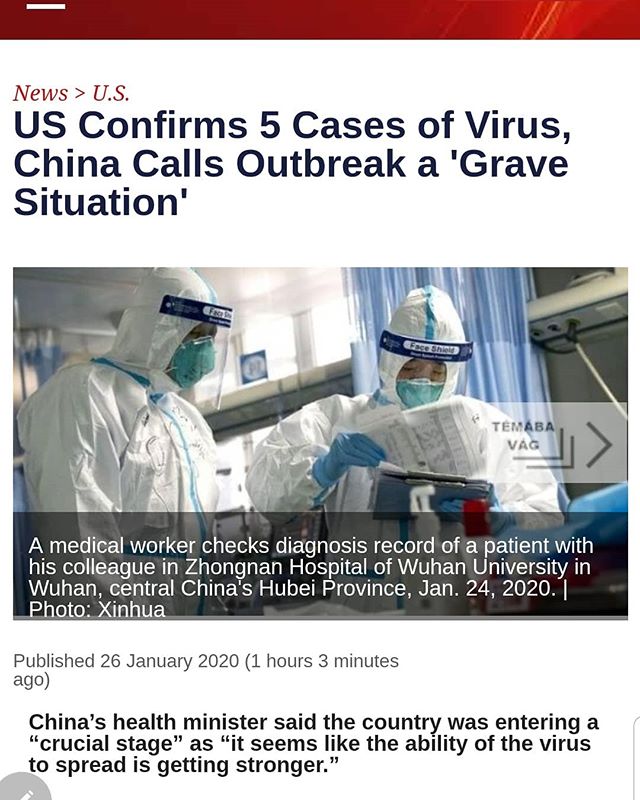 News > U.S.
US Confirms 5 Cases of Virus,
China Calls Outbreak a 'Grave
Situation'
Face Shield
TÉMÁBA
VÁG
A medical worker checks diagnosis record of a patient with
his colleague in Zhongnan Hospital of Wuhan University in
Wuhan, central China's Hubei Province, Jan. 24, 2020. |
Photo: Xinhua
Published 26 January 2020 (1 hours 3 minutes
ago)
China’s health minister said the country was entering a
“crucial stage” as “it seems like the ability of the virus
to spread is getting stronger.”